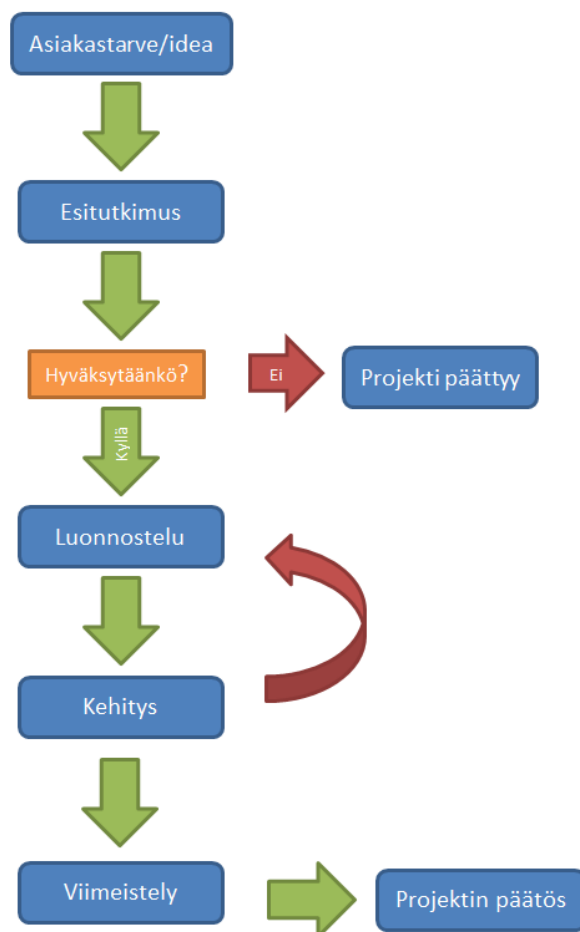 Asiakastarve/idea
Esitutkimus
Hyväksytäänkö?
Ei
Projekti päättyy
Kyllä
Luonnostelu
Kehitys
Viimeistely
Projektin päätös